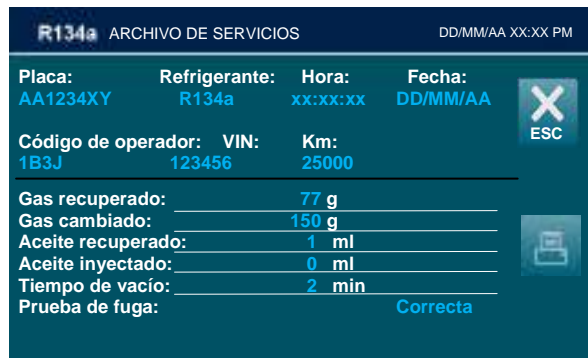 R134a ARCHIVO DE SERVICIOS DD/MM/AA XX:XX PM
Placa: Refrigerante: Hora: Fecha:
AA1234XY R134a xx:xx:xx DD/MM/AA
ESC
Código de operador: VIN: Km:
1B3J 123456 25000
Gas recuperado: 77 g
Gas cambiado: 150 g
Aceite recuperado: 1 ml
Aceite inyectado: 0 ml
Tiempo de vacío: 2 min
Prueba de fuga: Correcta